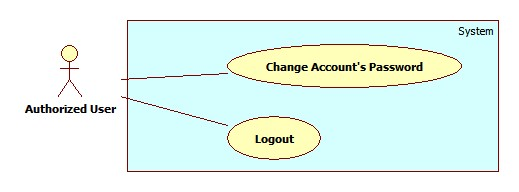 System
Change Account's Password
Authorized User
Logout